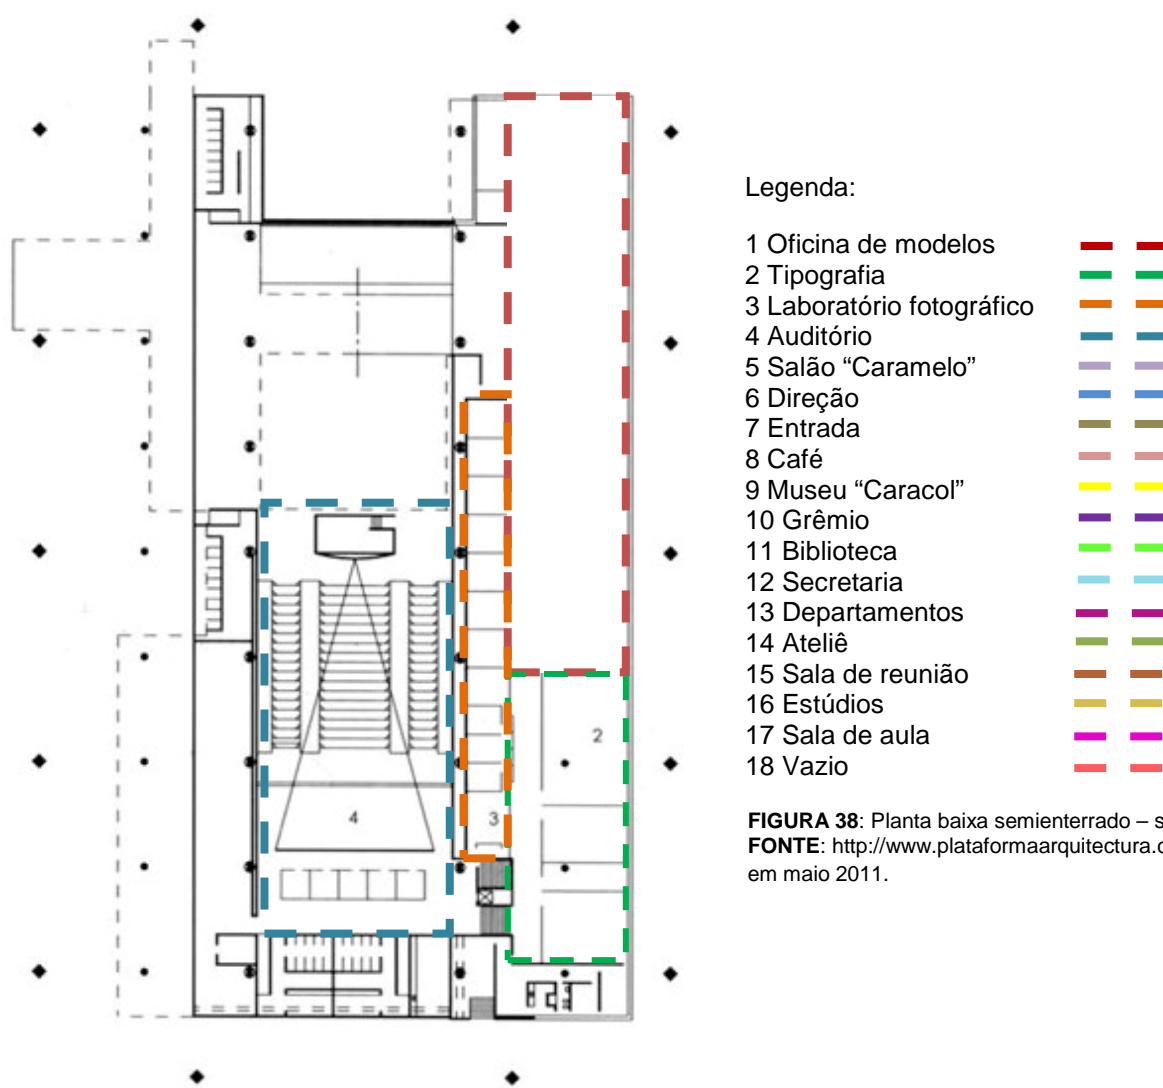 Legenda:
1 Oficina de modelos
2 Tipografia
3 Laboratório fotográfico
4 Auditório
5 Salão “Caramelo”
6 Direção
7 Entrada
8 Café
9 Museu “Caracol”
10 Grêmio
11 Biblioteca
12 Secretaria
13 Departamentos
14 Ateliê
15 Sala de reunião
16 Estúdios
17 Sala de aula
18 Vazio
2
4
3
FIGURA 38: Planta baixa semienterrado – s
FONTE: http://www.plataformaarquitectura.c
em maio 2011.